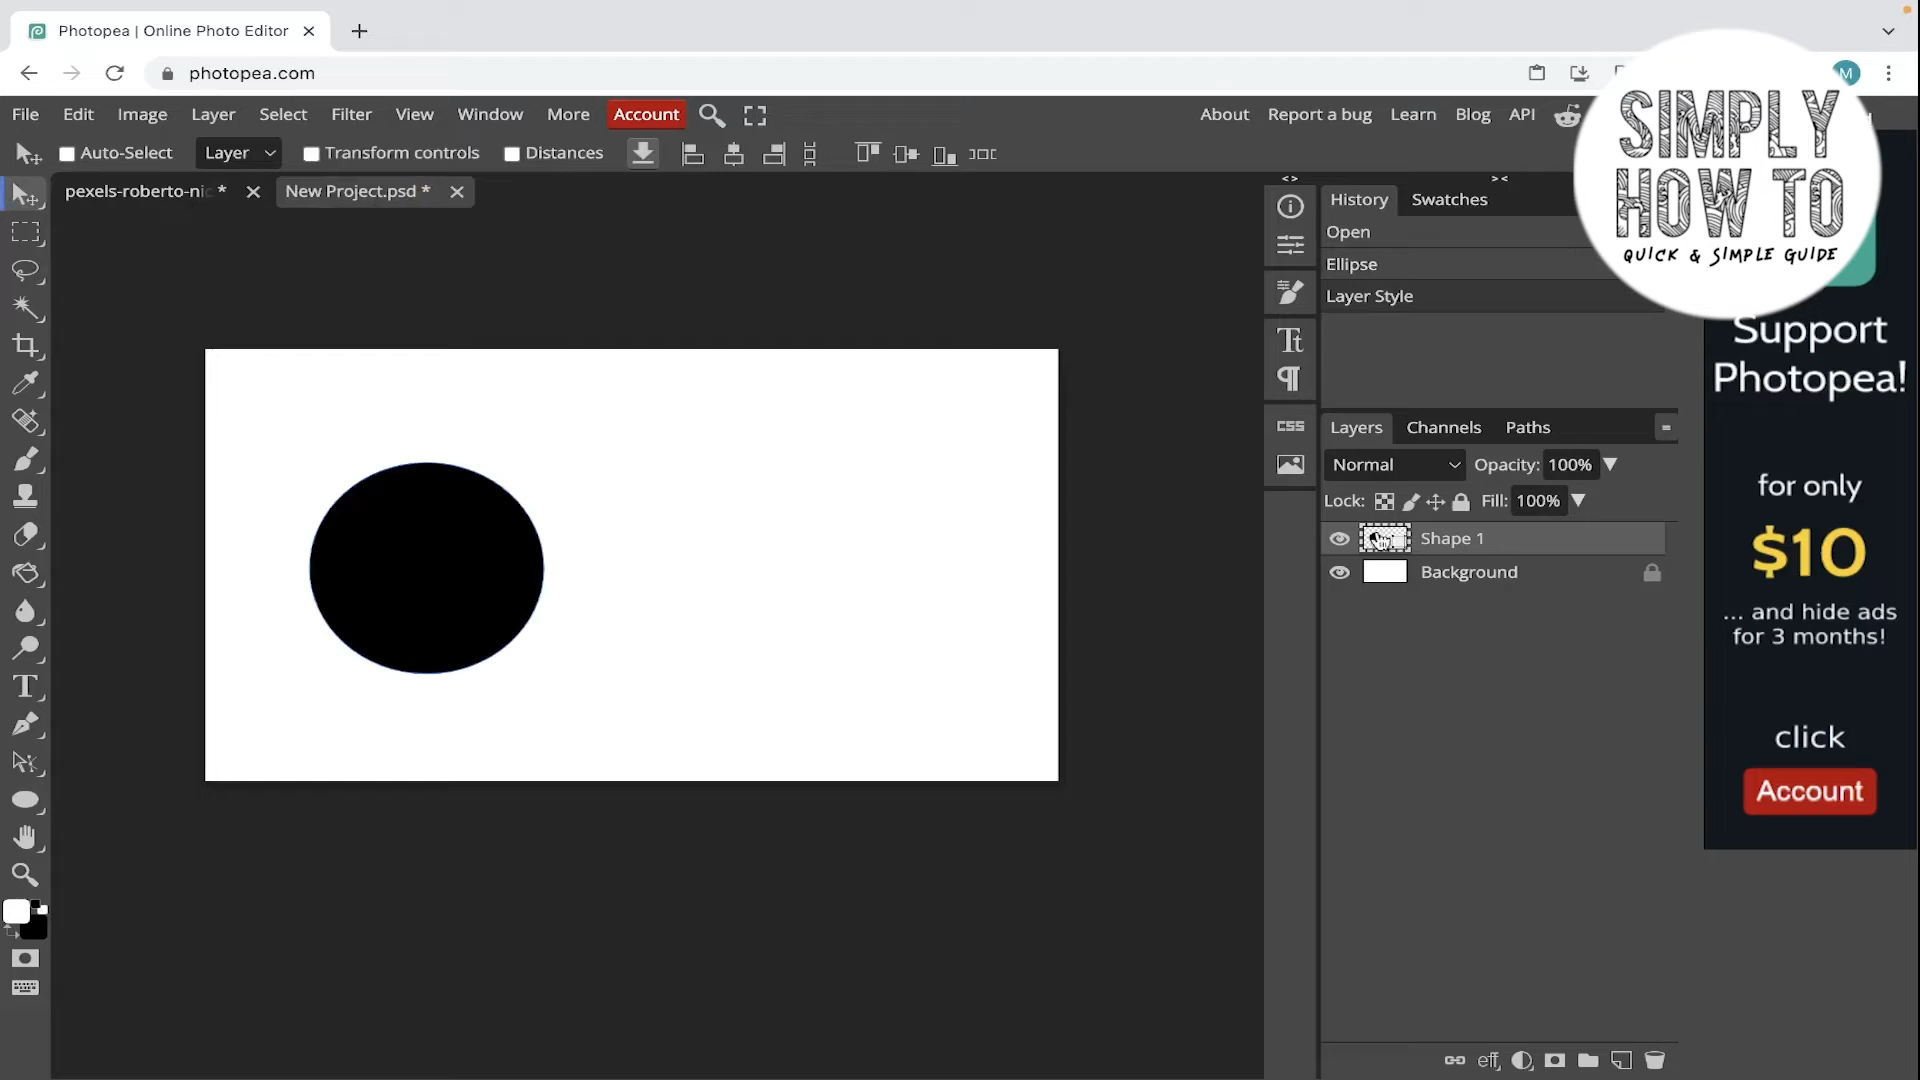 Photopea | Online Photo Editor
photopea.com
M
File Edit Image Layer Select Filter View Window More Account About Report a bug Learn Blog API
Auto-Select Layer Transform controls Distances
pexels-roberto-nic * New Project.psd *
SIMPLY
HOW TO
QUICK & SIMPLE GUIDE
History Swatches
Open
Ellipse
Layer Style
Tt
CSS
Layers Channels Paths
Normal Opacity: 100%
Lock: Fill: 100%
Shape 1
Background
eff
T
Support
Photopea!
for only
$10
... and hide ads
for 3 months!
click
Account